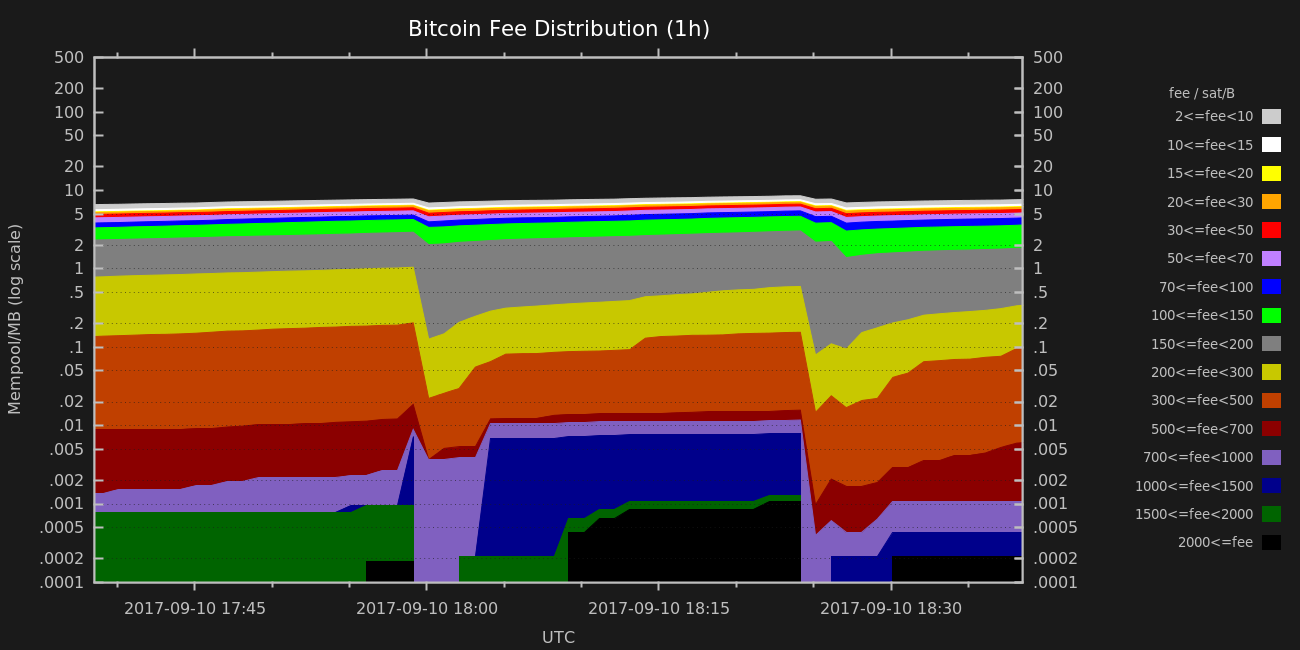 Bitcoin Fee Distribution (1h)
500
200
100
50
20
10
5
2
1
.5
.2
.1
.05
.02
.01
.005
.002
.001
.0005
.0002
.0001
Mempool/MB (log scale)
500
200
100
50
20
10
5
2
1
.5
.2
.1
.05
.02
.01
.005
.002
.001
.0005
.0002
.0001
2017-09-10 17:45
2017-09-10 18:00
2017-09-10 18:15
2017-09-10 18:30
UTC
fee / sat/B
2<=fee<10
10<=fee<15
15<=fee<20
20<=fee<30
30<=fee<50
50<=fee<70
70<=fee<100
100<=fee<150
150<=fee<200
200<=fee<300
300<=fee<500
500<=fee<700
700<=fee<1000
1000<=fee<1500
1500<=fee<2000
2000<=fee